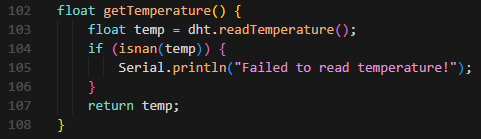 102 float getTemperature() {
103     float temp = dht.readTemperature();
104     if (isnan(temp)) {
105         Serial.println("Failed to read temperature!");
106     }
107     return temp;
108 }